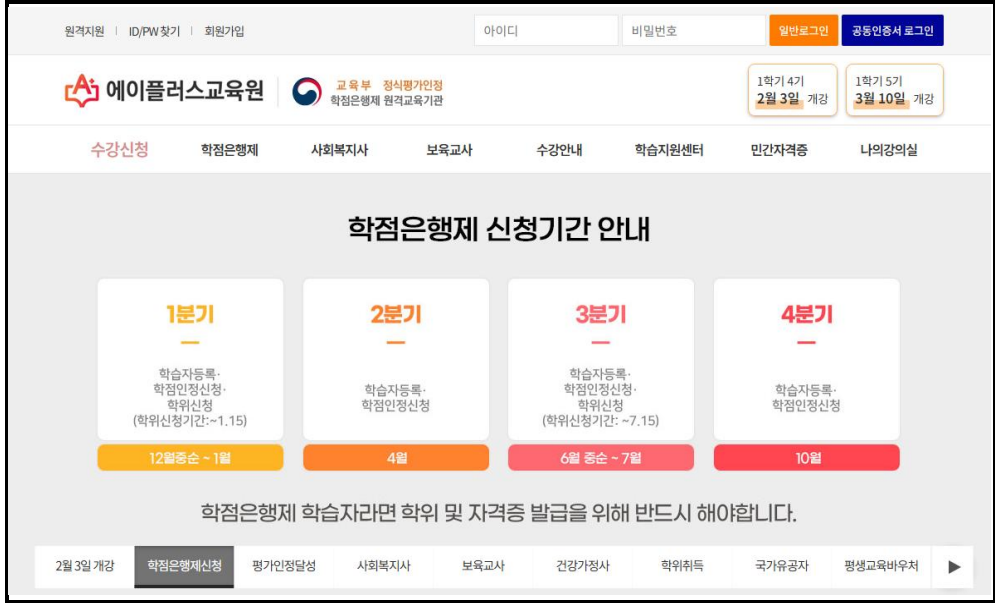 원격지원 | ID/PW 찾기 | 회원가입
아이디
비밀번호
일반로그인
공동인증서 로그인
에이플러스교육원
교육부 정식평가인정
학점은행제 원격교육기관
1학기 4기
2월 3일 개강
1학기 5기
3월 10일 개강
수강신청
학점은행제
사회복지사
보육교사
수강안내
학습지원센터
민간자격증
나의강의실
학점은행제 신청기간 안내
1분기
학습자등록·
학점인정신청·
학위신청
(학위신청기간:~1.15)
12월중순 ~ 1월
2분기
학습자등록·
학점인정신청
4월
3분기
학습자등록·
학점인정신청·
학위신청
(학위신청기간: ~7.15)
6월 중순 ~ 7월
4분기
학습자등록·
학점인정신청
10월
학점은행제 학습자라면 학위 및 자격증 발급을 위해 반드시 해야합니다.
2월 3일 개강
학점은행제신청
평가인정달성
사회복지사
보육교사
건강가정사
학위취득
국가유공자
평생교육바우처